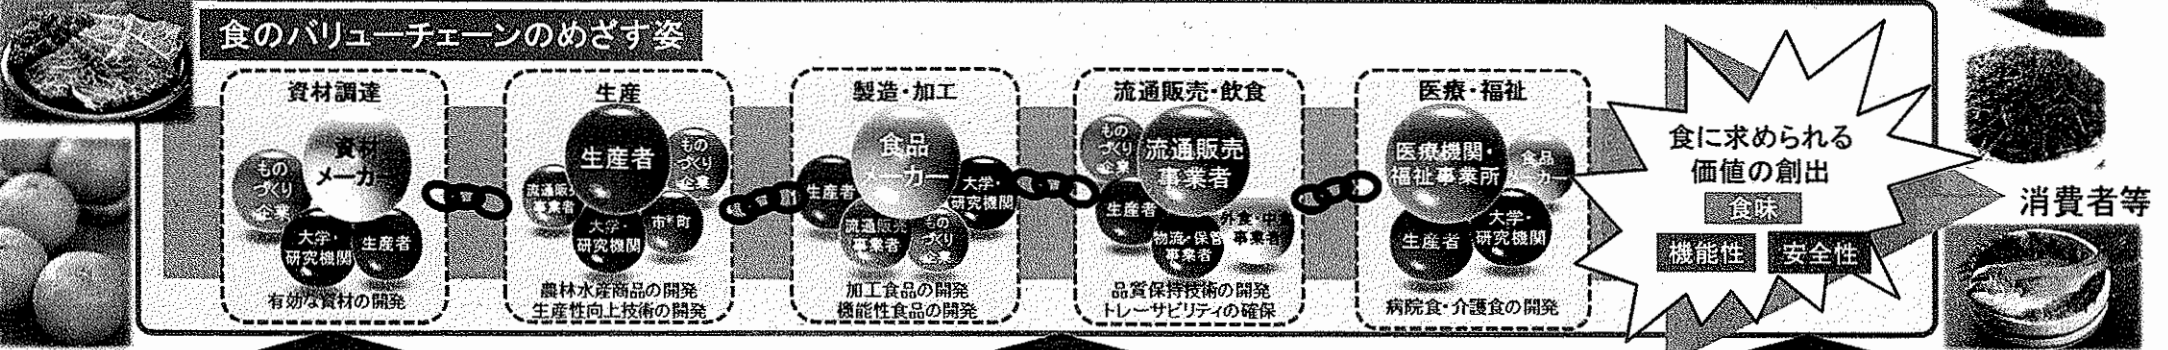 食のバリューチェーンのめざす姿
資材調達
資材
メーカー
もの
づくり
企業
大学・
研究機関
生産者
有効な資材の開発
生産
生産者
もの
づくり
企業
流通販売
事業者
大学・
研究機関
市・町
農林水産商品の開発
生産性向上技術の開発
製造・加工
食品
メーカー
生産者
大学・
研究機関
流通販売
事業者
もの
づくり
企業
加工食品の開発
機能性食品の開発
流通販売・飲食
もの
づくり
企業
流通販売
事業者
生産者
物流・保管
事業者
外食・中食
事業者
品質保持技術の開発
トレーサビリティの確保
医療・福祉
医療機関・
福祉事業所
食品
メーカー
生産者
大学・
研究機関
病院食・介護食の開発
食に求められる
価値の創出
食味
機能性 安全性
消費者等